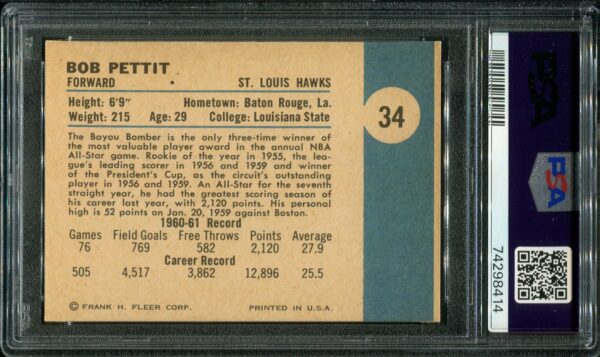 BOB PETTIT
FORWARD • ST. LOUIS HAWKS
Height: 6'9" Hometown: Baton Rouge, La.
Weight: 215 Age: 29 College: Louisiana State
34
The Bayou Bomber is the only three-time winner of
the most valuable player award in the annual NBA
All-Star game. Rookie of the year in 1955, the lea-
gue's leading scorer in 1956 and 1959 and winner
of the President's Cup, as the circuit's outstanding
player in 1956 and 1959. An All-Star for the seventh
straight year, he had the greatest scoring season of
his career last year, with 2,120 points. His personal
high is 52 points on Jan. 20, 1959 against Boston.
1960-61 Record
Games Field Goals Free Throws Points Average
76 769 582 2,120 27.9
Career Record
505 4,517 3,862 12,896 25.5
© FRANK H. FLEER CORP. PRINTED IN U.S.A.
PSA
PSA
74298414